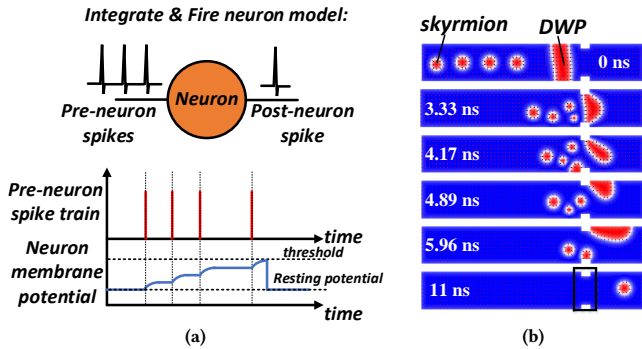 Integrate & Fire neuron model:
Neuron
Pre-neuron
spikes
Post-neuron
spike
Pre-neuron
spike train
time
Neuron
membrane
potential
threshold
Resting potential
time
(a)
skyrmion
DWP
0 ns
3.33 ns
4.17 ns
4.89 ns
5.96 ns
11 ns
(b)